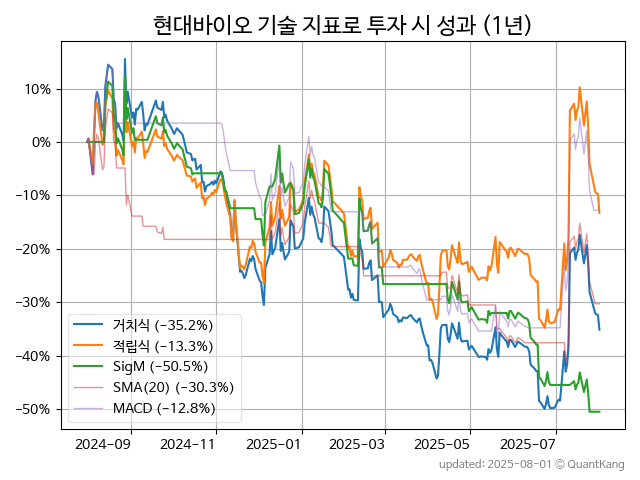 현대바이오 기술 지표로 투자 시 성과 (1년)
10%
0%
−10%
−20%
−30%
−40%
−50%
거치식 (−35.2%)
적립식 (−13.3%)
SigM (−50.5%)
SMA(20) (−30.3%)
MACD (−12.8%)
2024−09
2024−11
2025−01
2025−03
2025−05
2025−07
updated: 2025−08−01 © QuantKang